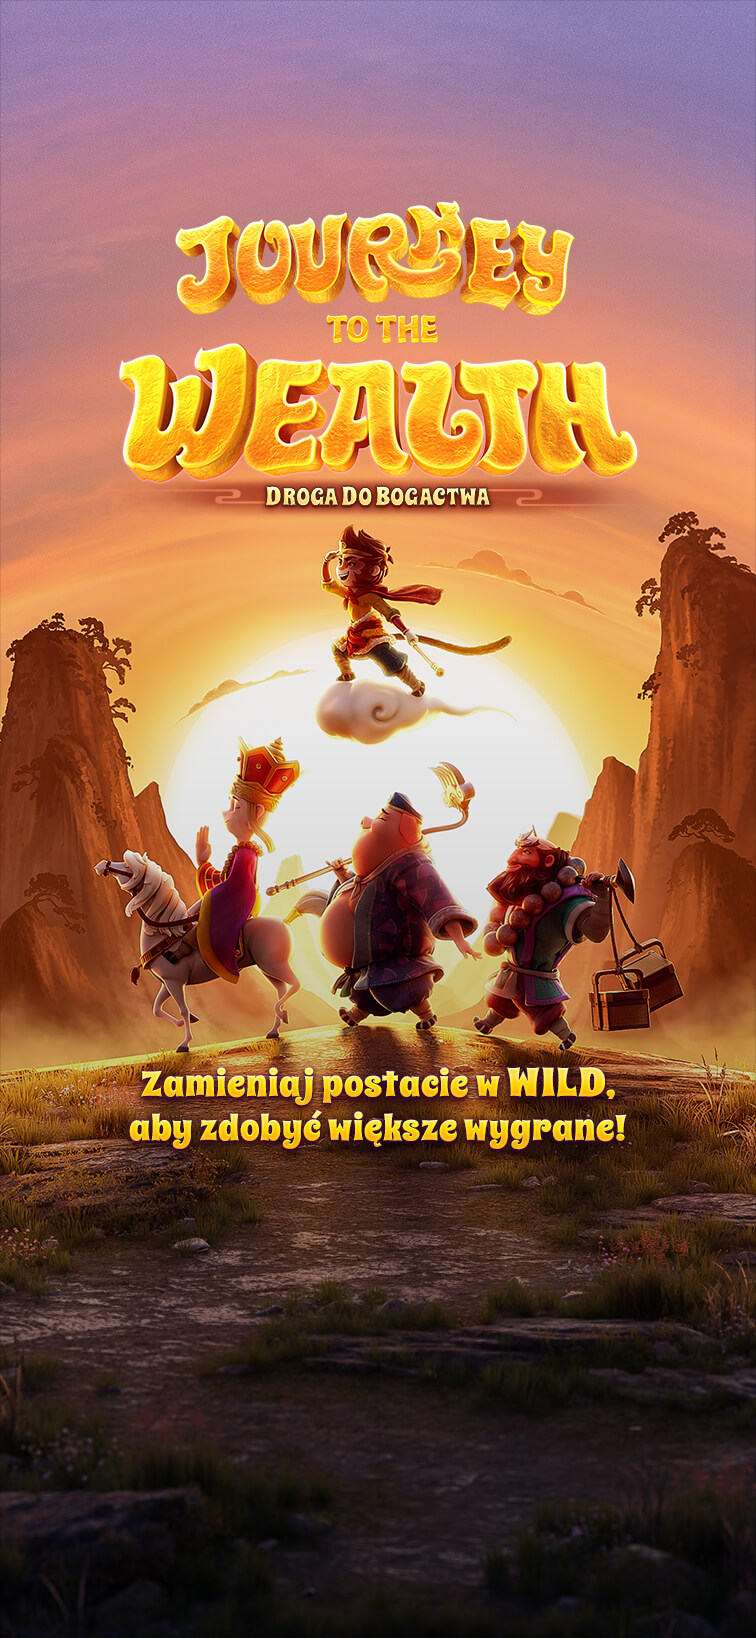 JOURNEY
TO THE
WEALTH
DROGA DO BOGACTWA
Zamieniaj postacie w WILD,
aby zdobyć większe wygrane!